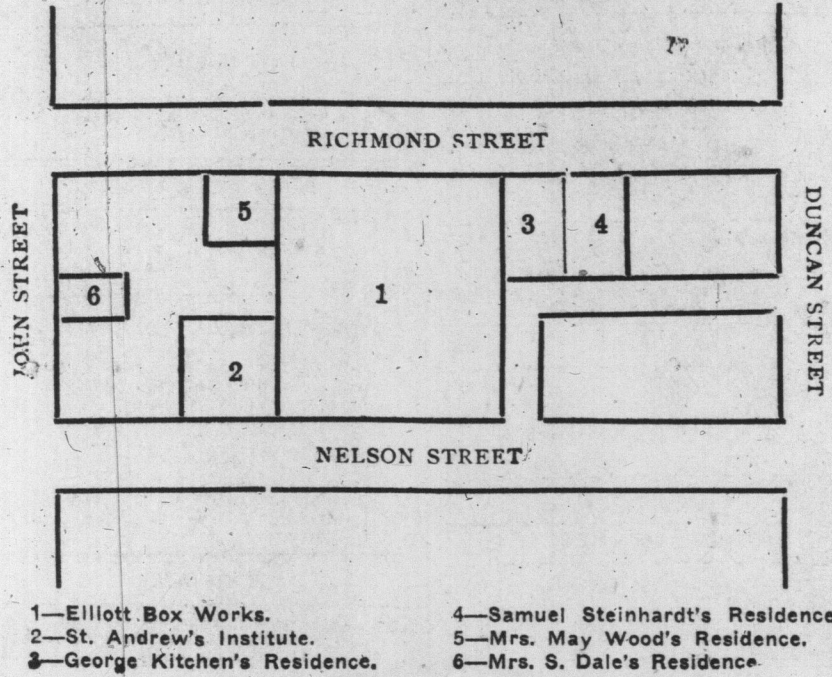 RICHMOND STREET
JOHN STREET
DUNCAN STREET
5
3
4
6
1
2
NELSON STREET
1—Elliott Box Works.
2—St. Andrew's Institute.
3—George Kitchen's Residence.
4—Samuel Steinhardt's Residence
5—Mrs. May Wood's Residence.
6—Mrs. S. Dale's Residence